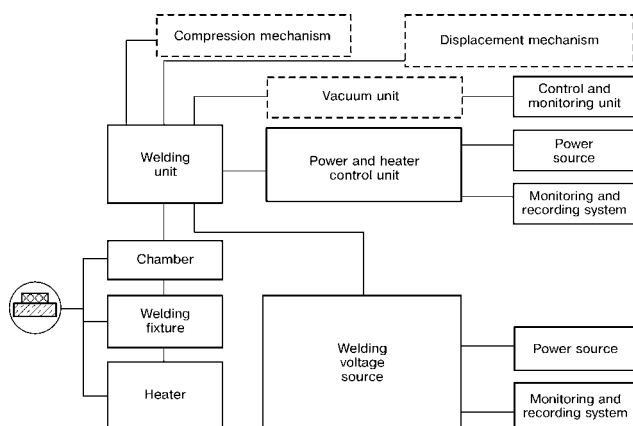 Compression mechanism
Displacement mechanism
Vacuum unit
Control and
monitoring unit
Welding
unit
Power and heater
control unit
Power
source
Monitoring and
recording system
Chamber
Welding
fixture
Heater
Welding
voltage
source
Power source
Monitoring and
recording system